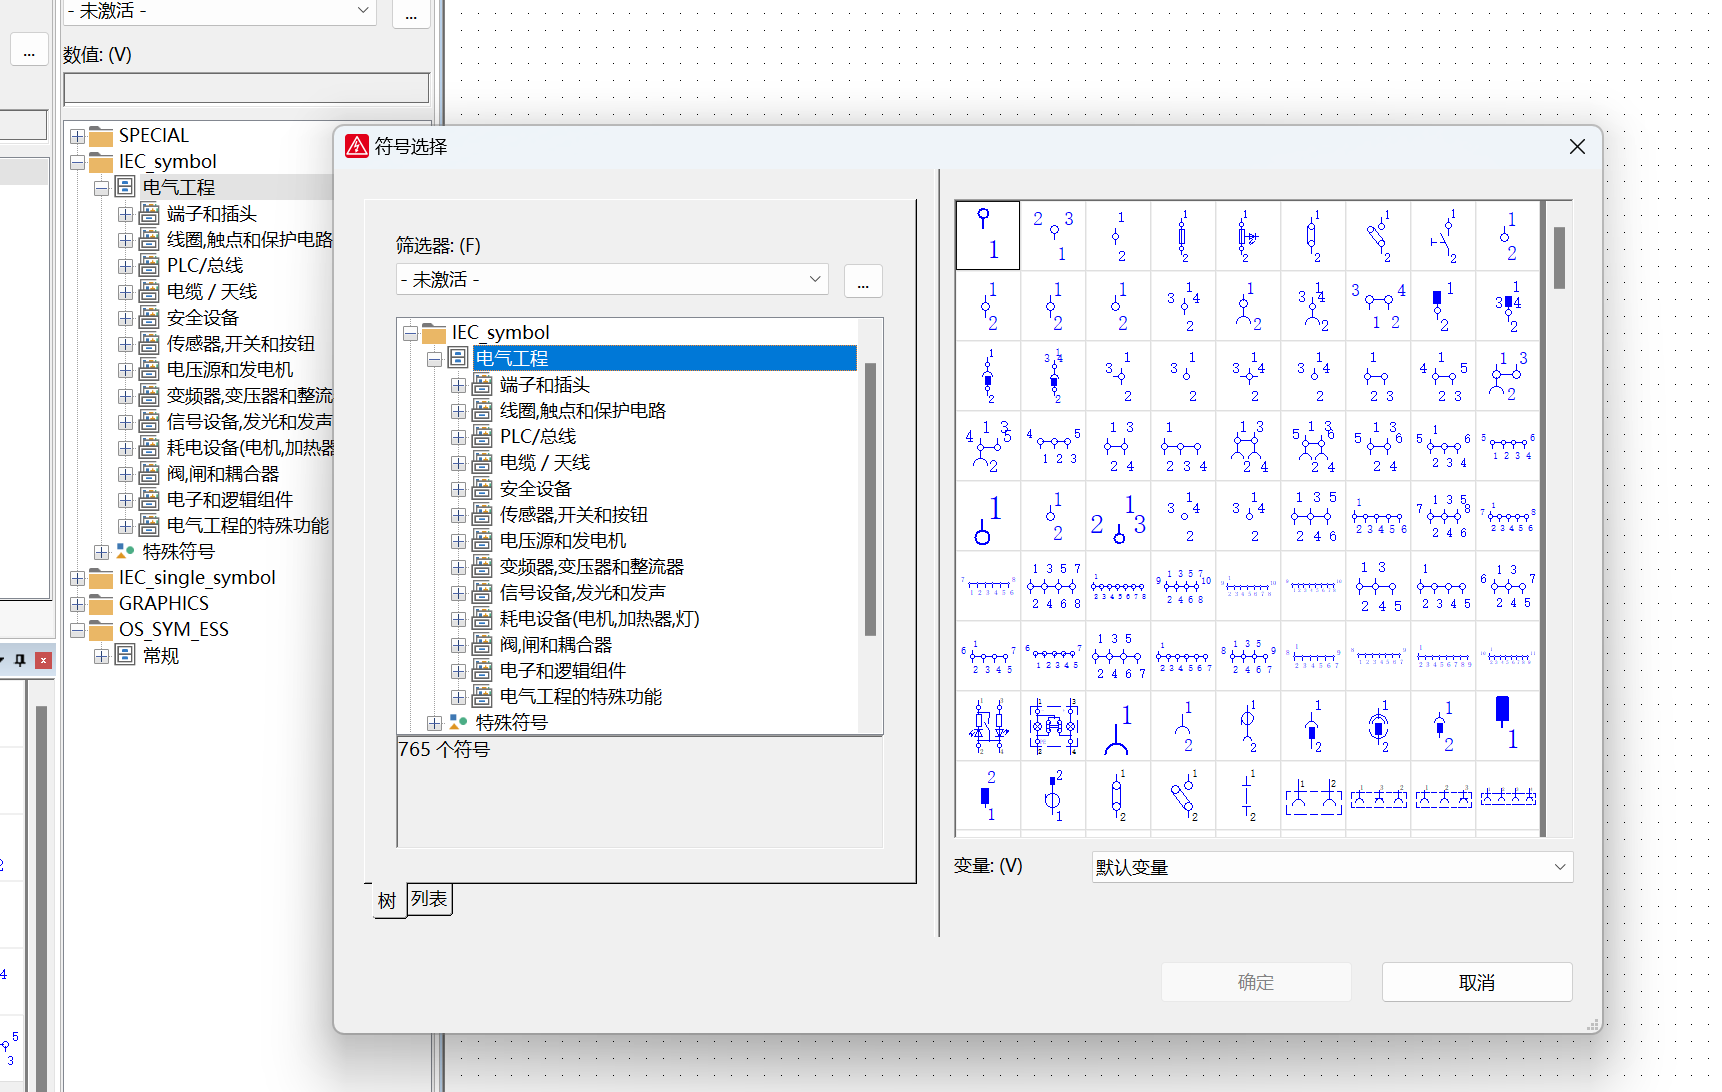 - 未激活 -
...
...
数值: (V)
SPECIAL
IEC_symbol
电气工程
端子和插头
线圈,触点和保护电路
PLC/总线
电缆 / 天线
安全设备
传感器,开关和按钮
电压源和发电机
变频器,变压器和整流
信号设备,发光和发声
耗电设备(电机,加热器
阀,闸和耦合器
电子和逻辑组件
电气工程的特殊功能
特殊符号
IEC_single_symbol
GRAPHICS
OS_SYM_ESS
常规
符号选择
筛选器: (F)
- 未激活 -
...
IEC_symbol
电气工程
端子和插头
线圈,触点和保护电路
PLC/总线
电缆 / 天线
安全设备
传感器,开关和按钮
电压源和发电机
变频器,变压器和整流器
信号设备,发光和发声
耗电设备(电机,加热器,灯)
阀,闸和耦合器
电子和逻辑组件
电气工程的特殊功能
特殊符号
765 个符号
树
列表
变量: (V)
默认变量
确定
取消